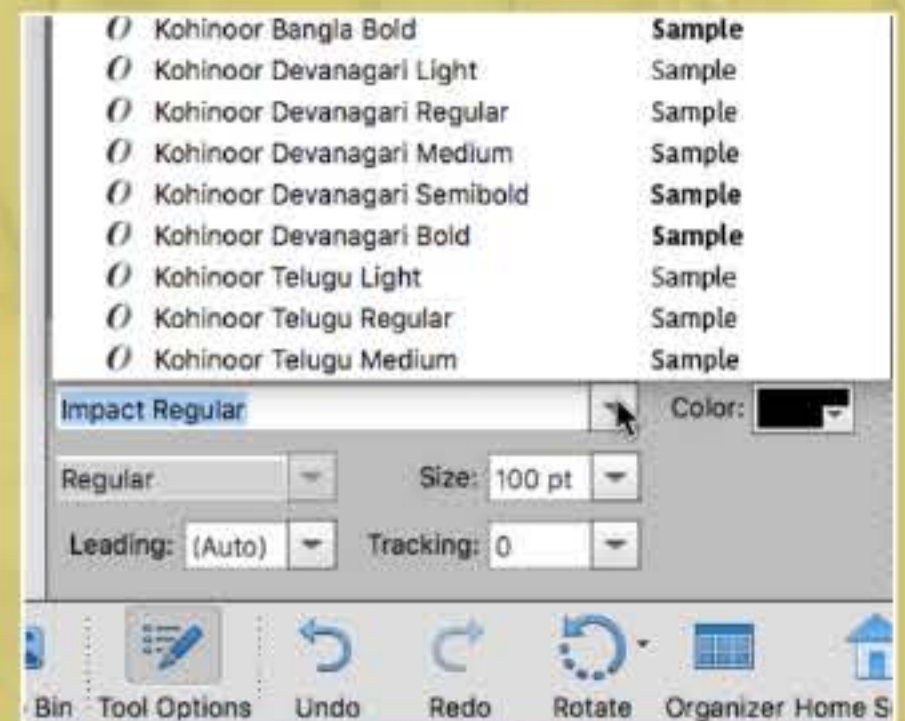 Kohinoor Bangla Bold Sample
Kohinoor Devanagari Light Sample
Kohinoor Devanagari Regular Sample
Kohinoor Devanagari Medium Sample
Kohinoor Devanagari Semibold Sample
Kohinoor Devanagari Bold Sample
Kohinoor Telugu Light Sample
Kohinoor Telugu Regular Sample
Kohinoor Telugu Medium Sample
Impact Regular Color:
Regular Size: 100 pt
Leading: (Auto) Tracking: 0
Bin Tool Options Undo Redo Rotate Organizer Home S